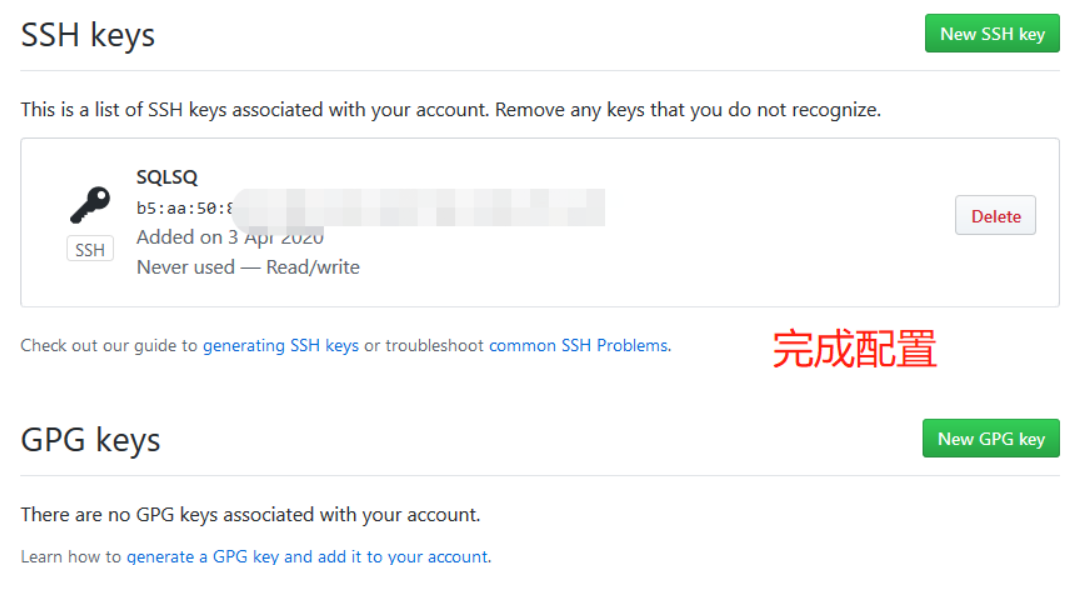 SSH keys
New SSH key
This is a list of SSH keys associated with your account. Remove any keys that you do not recognize.
SQLSQ
b5:aa:50:
SSH
Added on 3 Apr 2020
Never used — Read/write
Delete
Check out our guide to generating SSH keys or troubleshoot common SSH Problems.
完成配置
GPG keys
New GPG key
There are no GPG keys associated with your account.
Learn how to generate a GPG key and add it to your account.